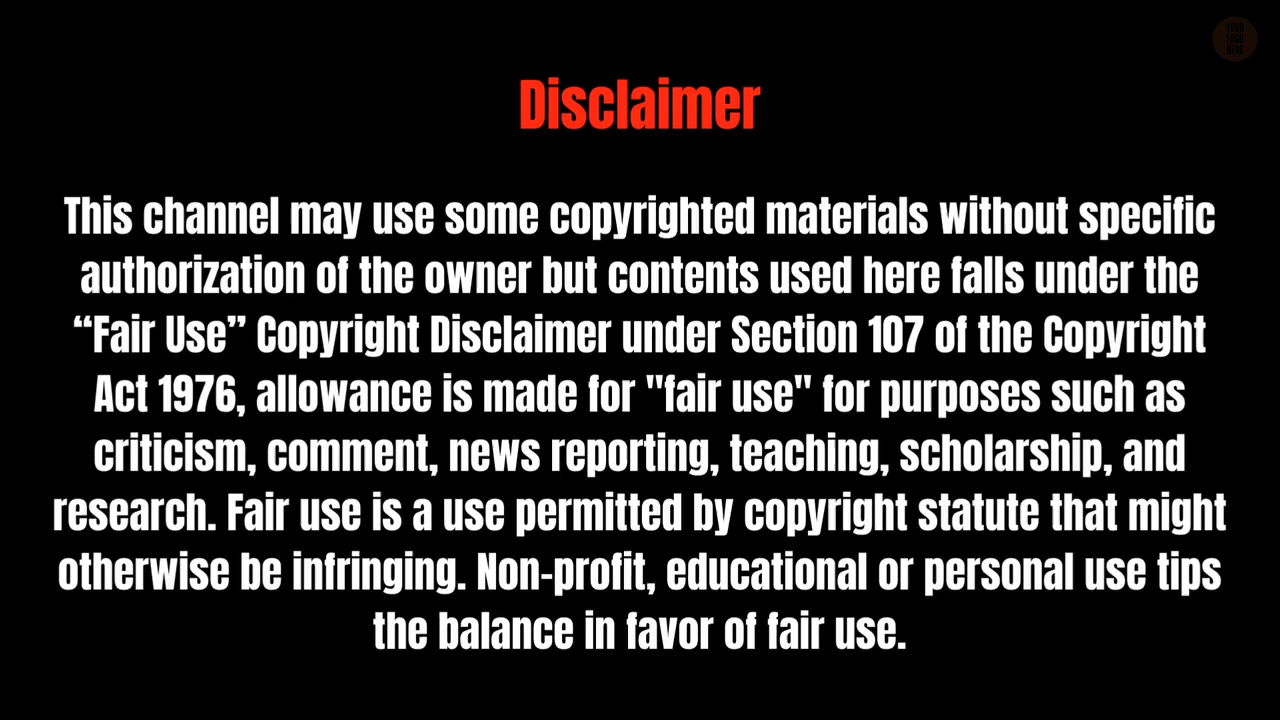 YOUR
LOGO
HERE
Disclaimer
This channel may use some copyrighted materials without specific
authorization of the owner but contents used here falls under the
“Fair Use” Copyright Disclaimer under Section 107 of the Copyright
Act 1976, allowance is made for "fair use" for purposes such as
criticism, comment, news reporting, teaching, scholarship, and
research. Fair use is a use permitted by copyright statute that might
otherwise be infringing. Non-profit, educational or personal use tips
the balance in favor of fair use.